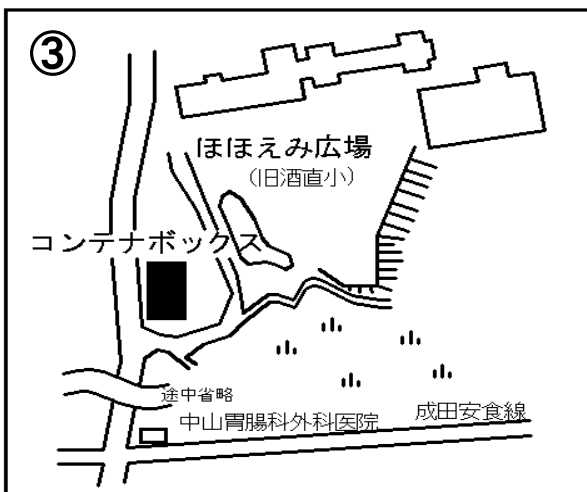 ③
ほほえみ広場
（旧酒直小）
コンテナボックス
途中省略
中山胃腸科外科医院
成田安食線